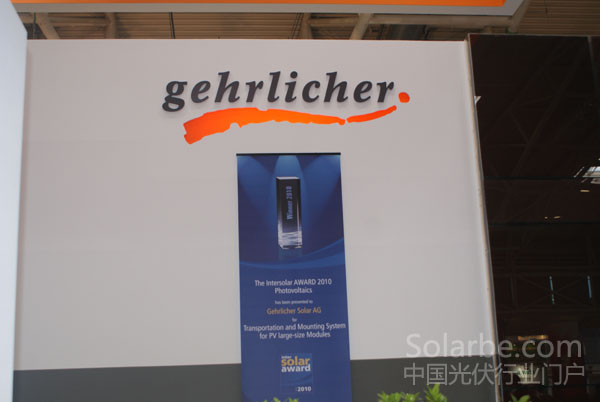 gehrlicher.
Winner 2010
The Intersolar AWARD 2010
Photovoltaics
has been presented to
Gehrlicher Solar AG
for
Transportation and Mounting System
for PV large-size Modules
inter
solar
award
2010
Solarbe.com
中国光伏行业门户